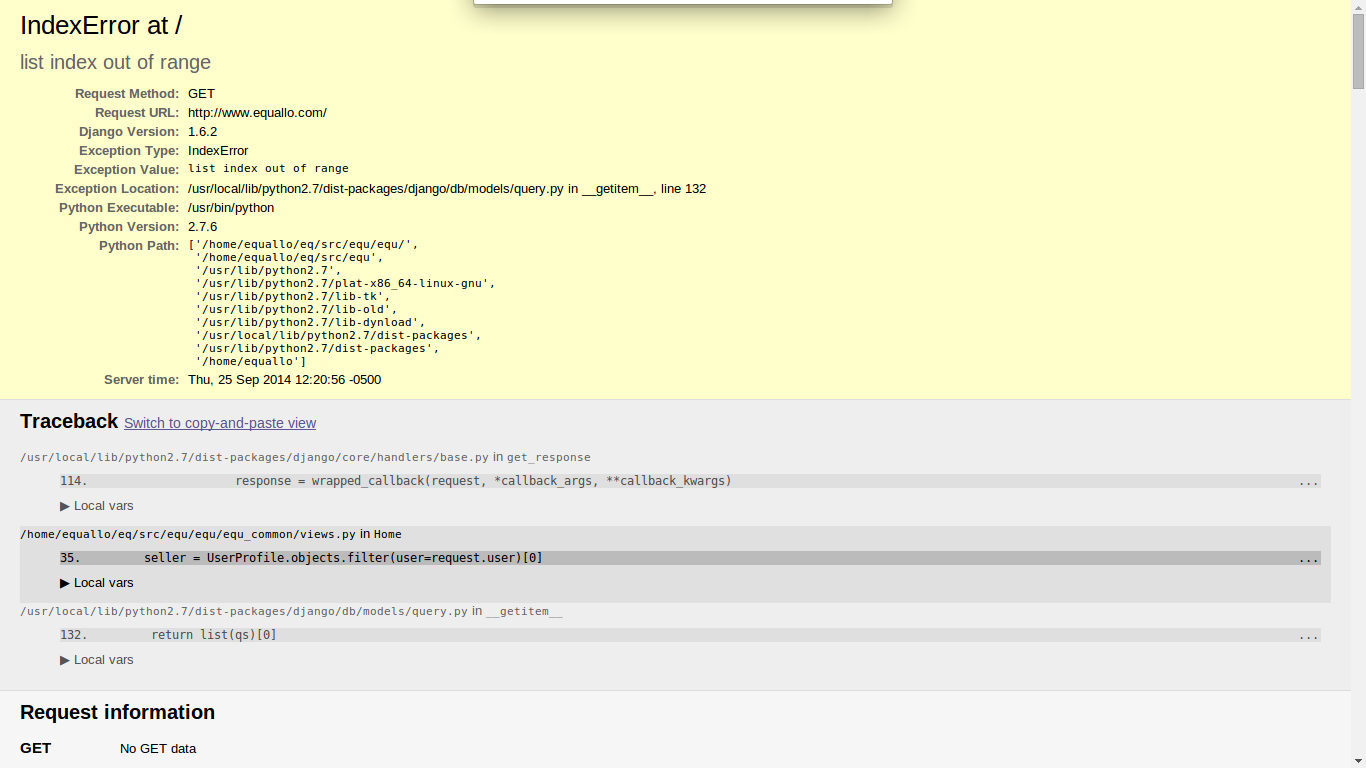 IndexError at /
list index out of range
Request Method: GET
Request URL: http://www.equallo.com/
Django Version: 1.6.2
Exception Type: IndexError
Exception Value: list index out of range
Exception Location: /usr/local/lib/python2.7/dist-packages/django/db/models/query.py in __getitem__, line 132
Python Executable: /usr/bin/python
Python Version: 2.7.6
Python Path: ['/home/equallo/eq/src/equ/equ/',
'/home/equallo/eq/src/equ',
'/usr/lib/python2.7',
'/usr/lib/python2.7/plat-x86_64-linux-gnu',
'/usr/lib/python2.7/lib-tk',
'/usr/lib/python2.7/lib-old',
'/usr/lib/python2.7/lib-dynload',
'/usr/local/lib/python2.7/dist-packages',
'/usr/lib/python2.7/dist-packages',
'/home/equallo']
Server time: Thu, 25 Sep 2014 12:20:56 -0500
Traceback Switch to copy-and-paste view
/usr/local/lib/python2.7/dist-packages/django/core/handlers/base.py in get_response
114. response = wrapped_callback(request, *callback_args, **callback_kwargs) ...
▶ Local vars
/home/equallo/eq/src/equ/equ/equ_common/views.py in Home
35. seller = UserProfile.objects.filter(user=request.user)[0] ...
▶ Local vars
/usr/local/lib/python2.7/dist-packages/django/db/models/query.py in __getitem__
132. return list(qs)[0] ...
▶ Local vars
Request information
GET No GET data